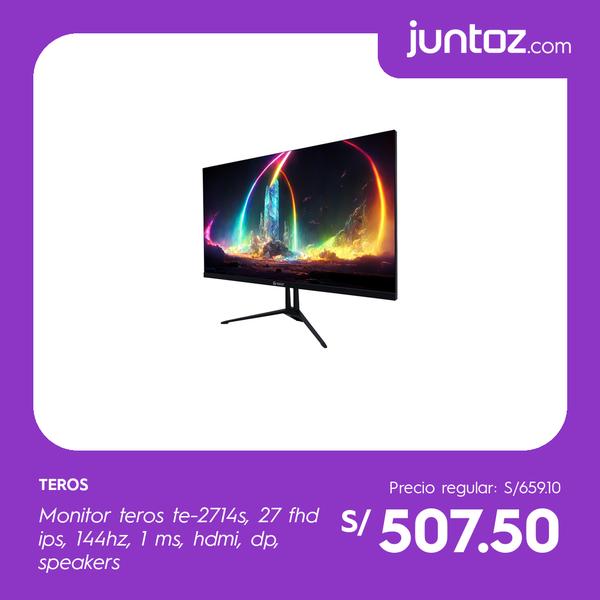 juntoz.com
TEROS
Monitor teros te-2714s, 27 fhd
ips, 144hz, 1 ms, hdmi, dp,
speakers
Precio regular: S/659.10
S/ 507.50